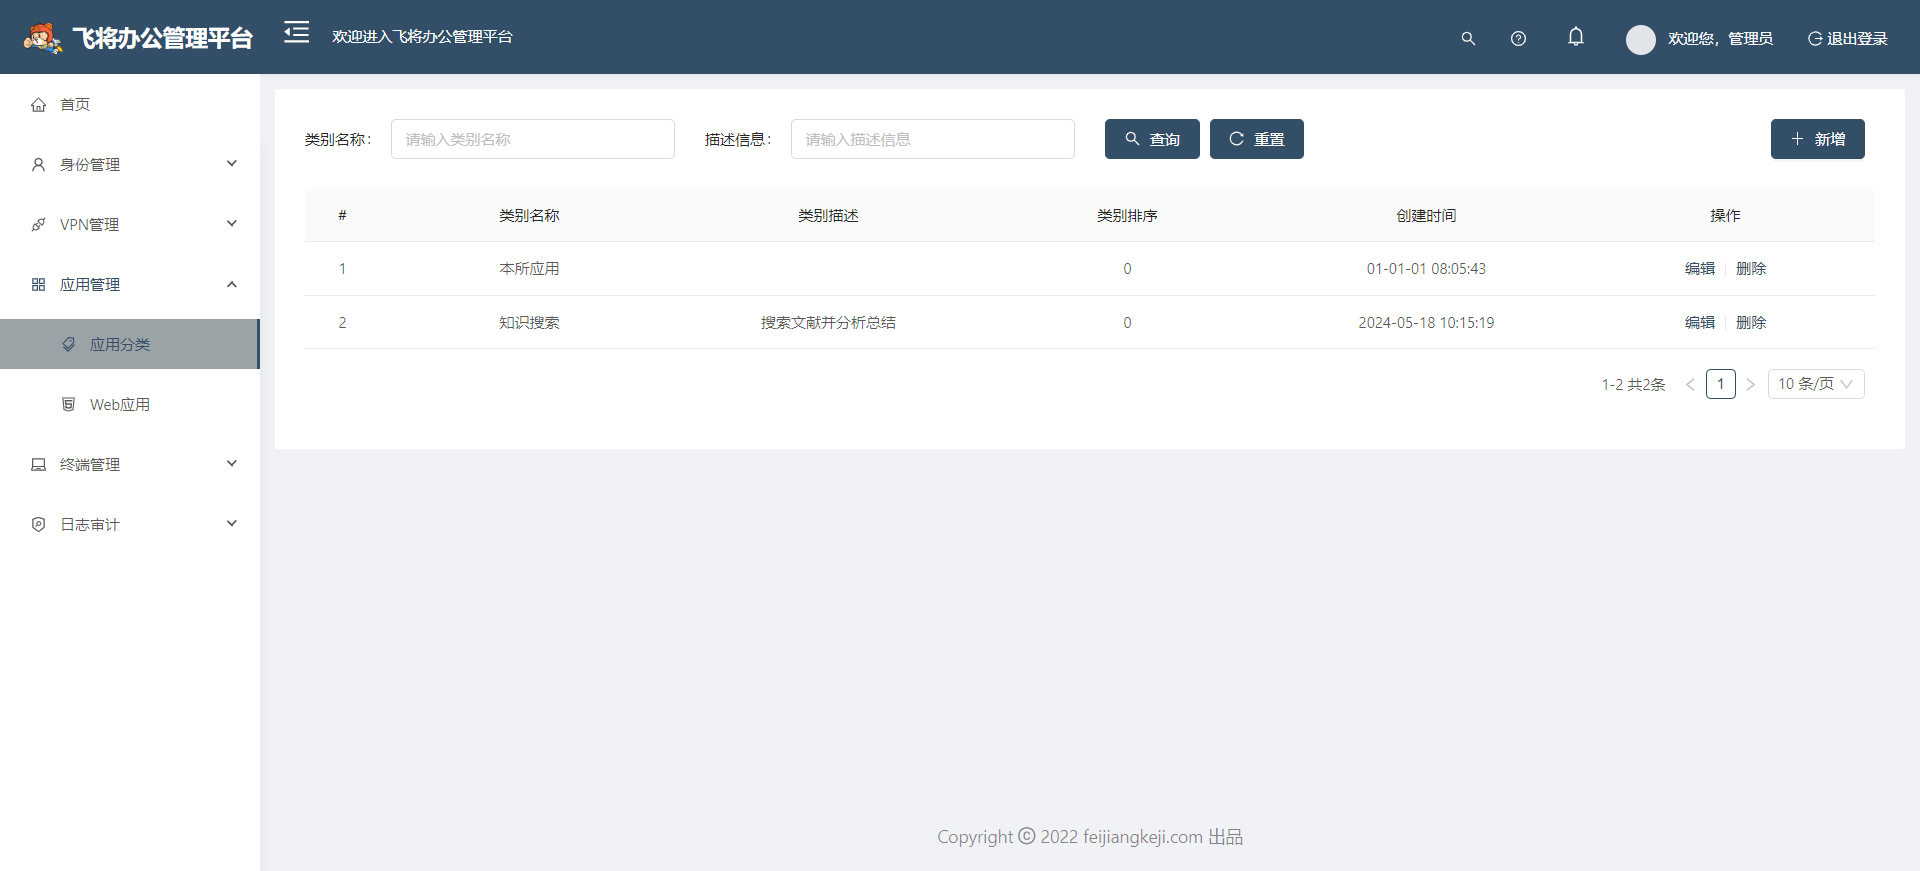 飞将办公管理平台
欢迎进入飞将办公管理平台
欢迎您，管理员
退出登录
首页
身份管理
VPN管理
应用管理
应用分类
Web应用
终端管理
日志审计
类别名称： 请输入类别名称 描述信息： 请输入描述信息 查询 重置 新增
# 类别名称 类别描述 类别排序 创建时间 操作
1 本所应用 0 01-01-01 08:05:43 编辑 删除
2 知识搜索 搜索文献并分析总结 0 2024-05-18 10:15:19 编辑 删除
1-2 共2条 1 10 条/页
Copyright © 2022 feijiangkeji.com 出品